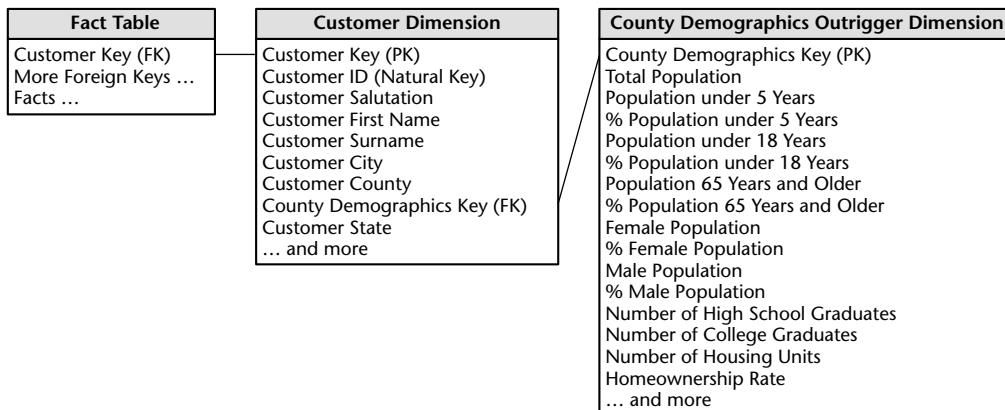 Fact Table
Customer Key (FK)
More Foreign Keys …
Facts …
Customer Dimension
Customer Key (PK)
Customer ID (Natural Key)
Customer Salutation
Customer First Name
Customer Surname
Customer City
Customer County
County Demographics Key (FK)
Customer State
… and more
County Demographics Outrigger Dimension
County Demographics Key (PK)
Total Population
Population under 5 Years
% Population under 5 Years
Population under 18 Years
% Population under 18 Years
Population 65 Years and Older
% Population 65 Years and Older
Female Population
% Female Population
Male Population
% Male Population
Number of High School Graduates
Number of College Graduates
Number of Housing Units
Homeownership Rate
… and more